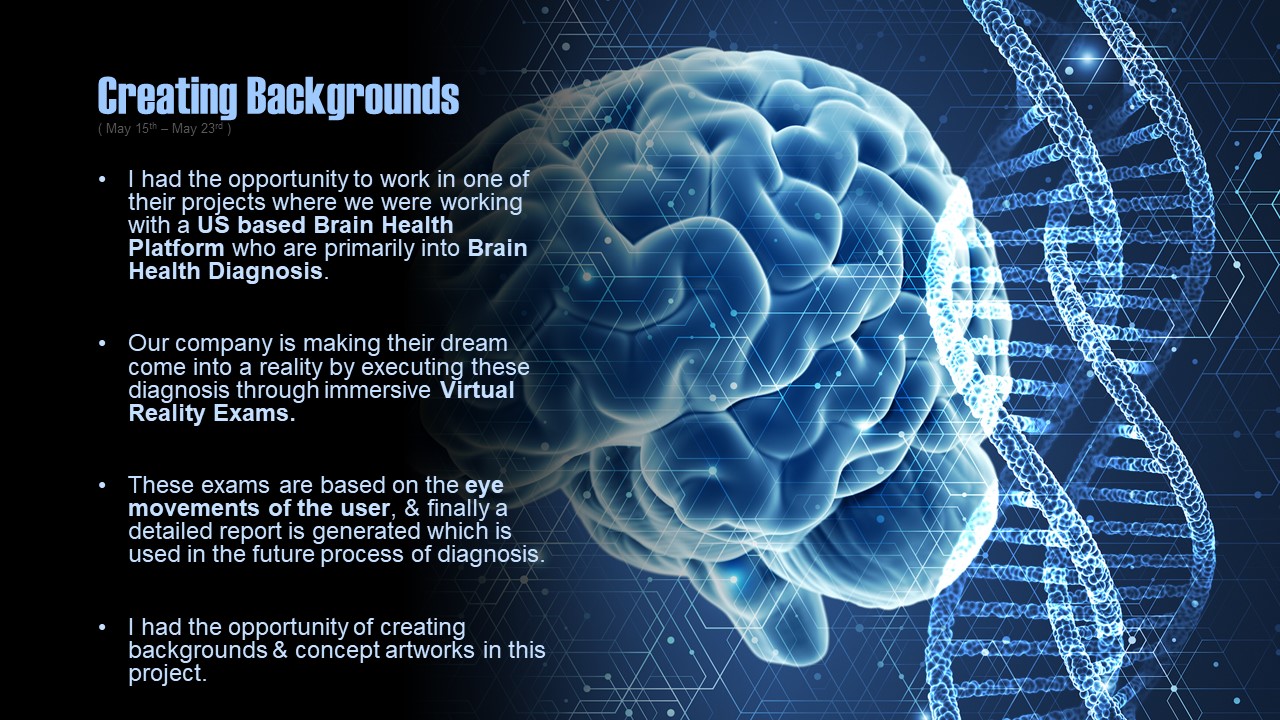 Creating Backgrounds
( May 15th – May 23rd )
• I had the opportunity to work in one of
their projects where we were working
with a US based Brain Health
Platform who are primarily into Brain
Health Diagnosis.
• Our company is making their dream
come into a reality by executing these
diagnosis through immersive Virtual
Reality Exams.
• These exams are based on the eye
movements of the user, & finally a
detailed report is generated which is
used in the future process of diagnosis.
• I had the opportunity of creating
backgrounds & concept artworks in this
project.